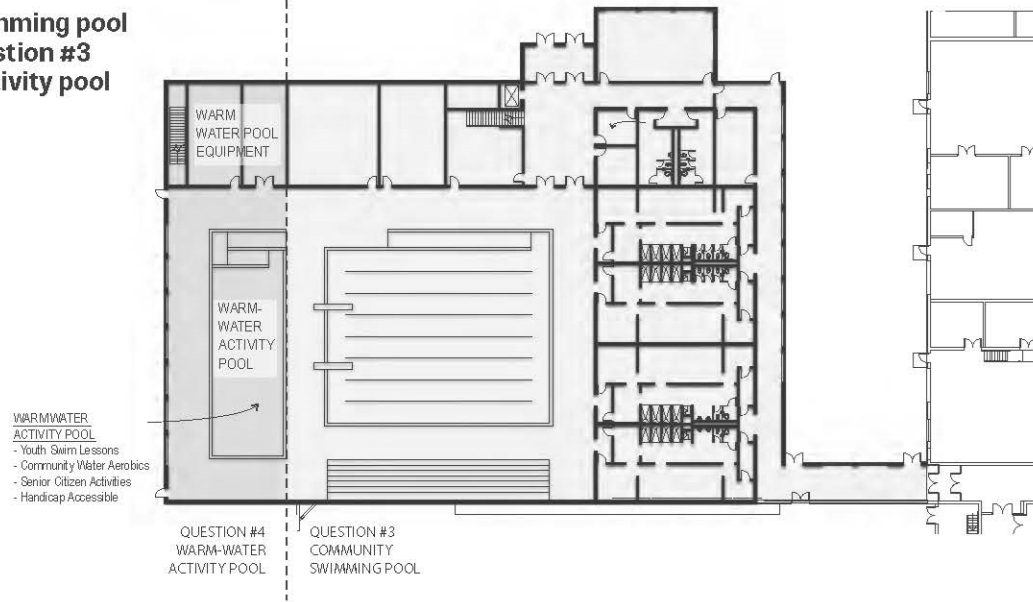 mming pool
stion #3
ivity pool
WARM
WATER POOL
EQUIPMENT
WARM-
WATER
ACTIVITY
POOL
WARMWATER
ACTIVITY POOL
- Youth Swim Lessons
- Community Water Aerobics
- Senior Citizen Activities
- Handicap Accessible
QUESTION #4
WARM-WATER
ACTIVITY POOL
QUESTION #3
COMMUNITY
SWIMMING POOL